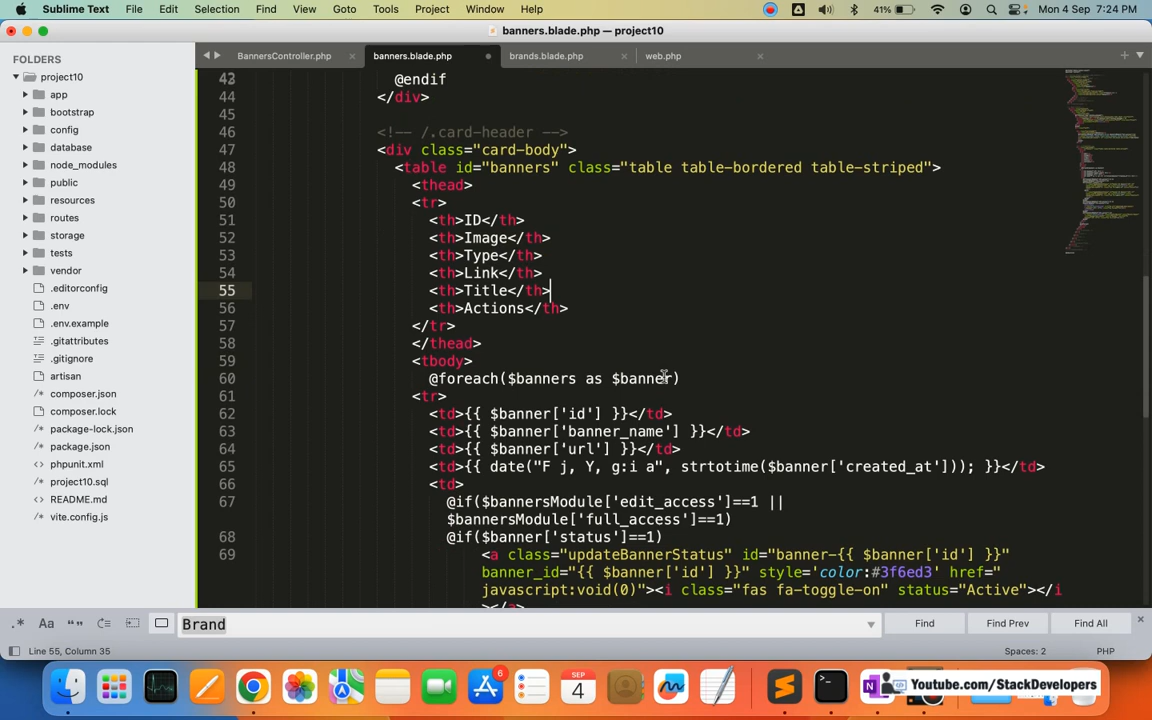 Sublime Text File Edit Selection Find View Goto Tools Project Window Help 41% Mon 4 Sep 7:24 PM
banners.blade.php — project10
FOLDERS
project10
app
bootstrap
config
database
node_modules
public
resources
routes
storage
tests
vendor
.editorconfig
.env
.env.example
.gitattributes
.gitignore
artisan
composer.json
composer.lock
package-lock.json
package.json
phpunit.xml
project10.sql
README.md
vite.config.js
BannersController.php banners.blade.php brands.blade.php web.php
43 @endif
44 </div>
45
46 <!-- /.card-header -->
47 <div class="card-body">
48 <table id="banners" class="table table-bordered table-striped">
49 <thead>
50 <tr>
51 <th>ID</th>
52 <th>Image</th>
53 <th>Type</th>
54 <th>Link</th>
55 <th>Title</th>
56 <th>Actions</th>
57 </tr>
58 </thead>
59 <tbody>
60 @foreach($banners as $banner)
61 <tr>
62 <td>{{ $banner['id'] }}</td>
63 <td>{{ $banner['banner_name'] }}</td>
64 <td>{{ $banner['url'] }}</td>
65 <td>{{ date("F j, Y, g:i a", strtotime($banner['created_at'])); }}</td>
66 <td>
67 @if($bannersModule['edit_access']==1 ||
$bannersModule['full_access']==1)
68 @if($banner['status']==1)
69 <a class="updateBannerStatus" id="banner-{{ $banner['id'] }}"
banner_id="{{ $banner['id'] }}" style='color:#3f6ed3' href="
javascript:void(0)"><i class="fas fa-toggle-on" status="Active"></i
></a>
.* Aa Brand Find Find Prev Find All
Line 55, Column 35 Spaces: 2 PHP
SEP
4
6
Youtube.com/StackDevelopers